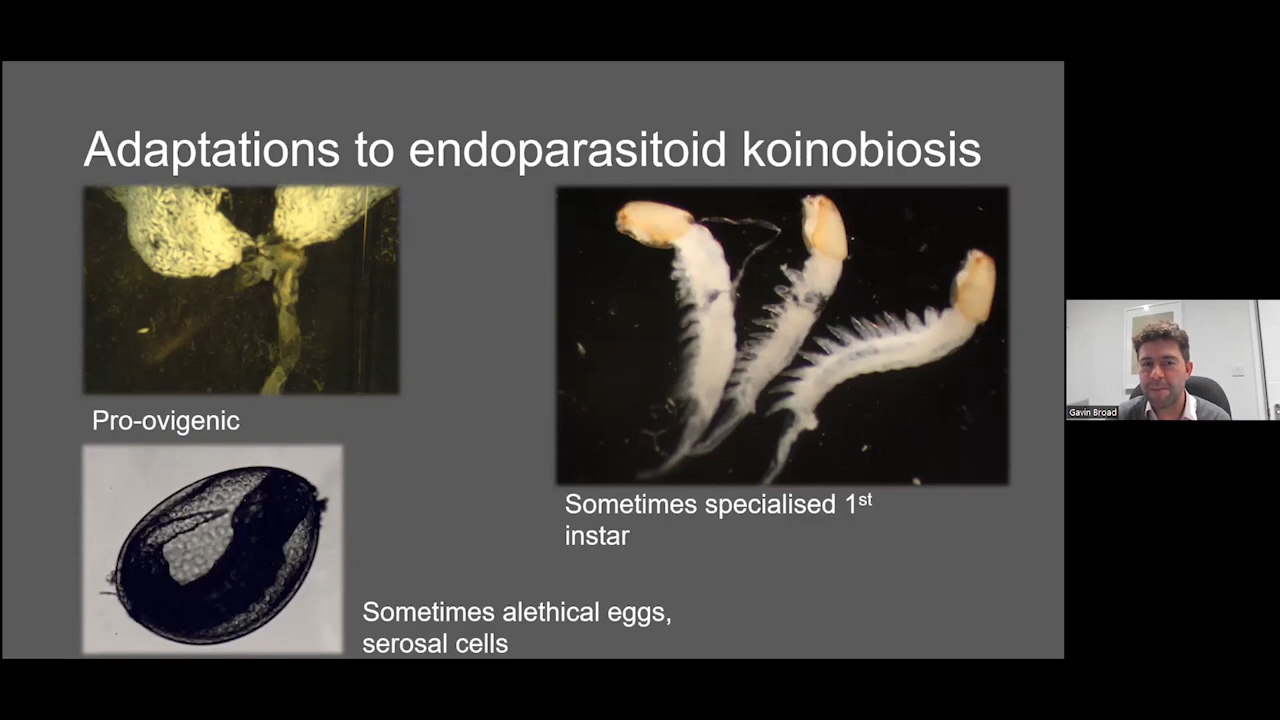 Adaptations to endoparasitoid koinobiosis
Pro-ovigenic
Sometimes specialised 1st
instar
Sometimes alethical eggs,
serosal cells
Gavin Broad